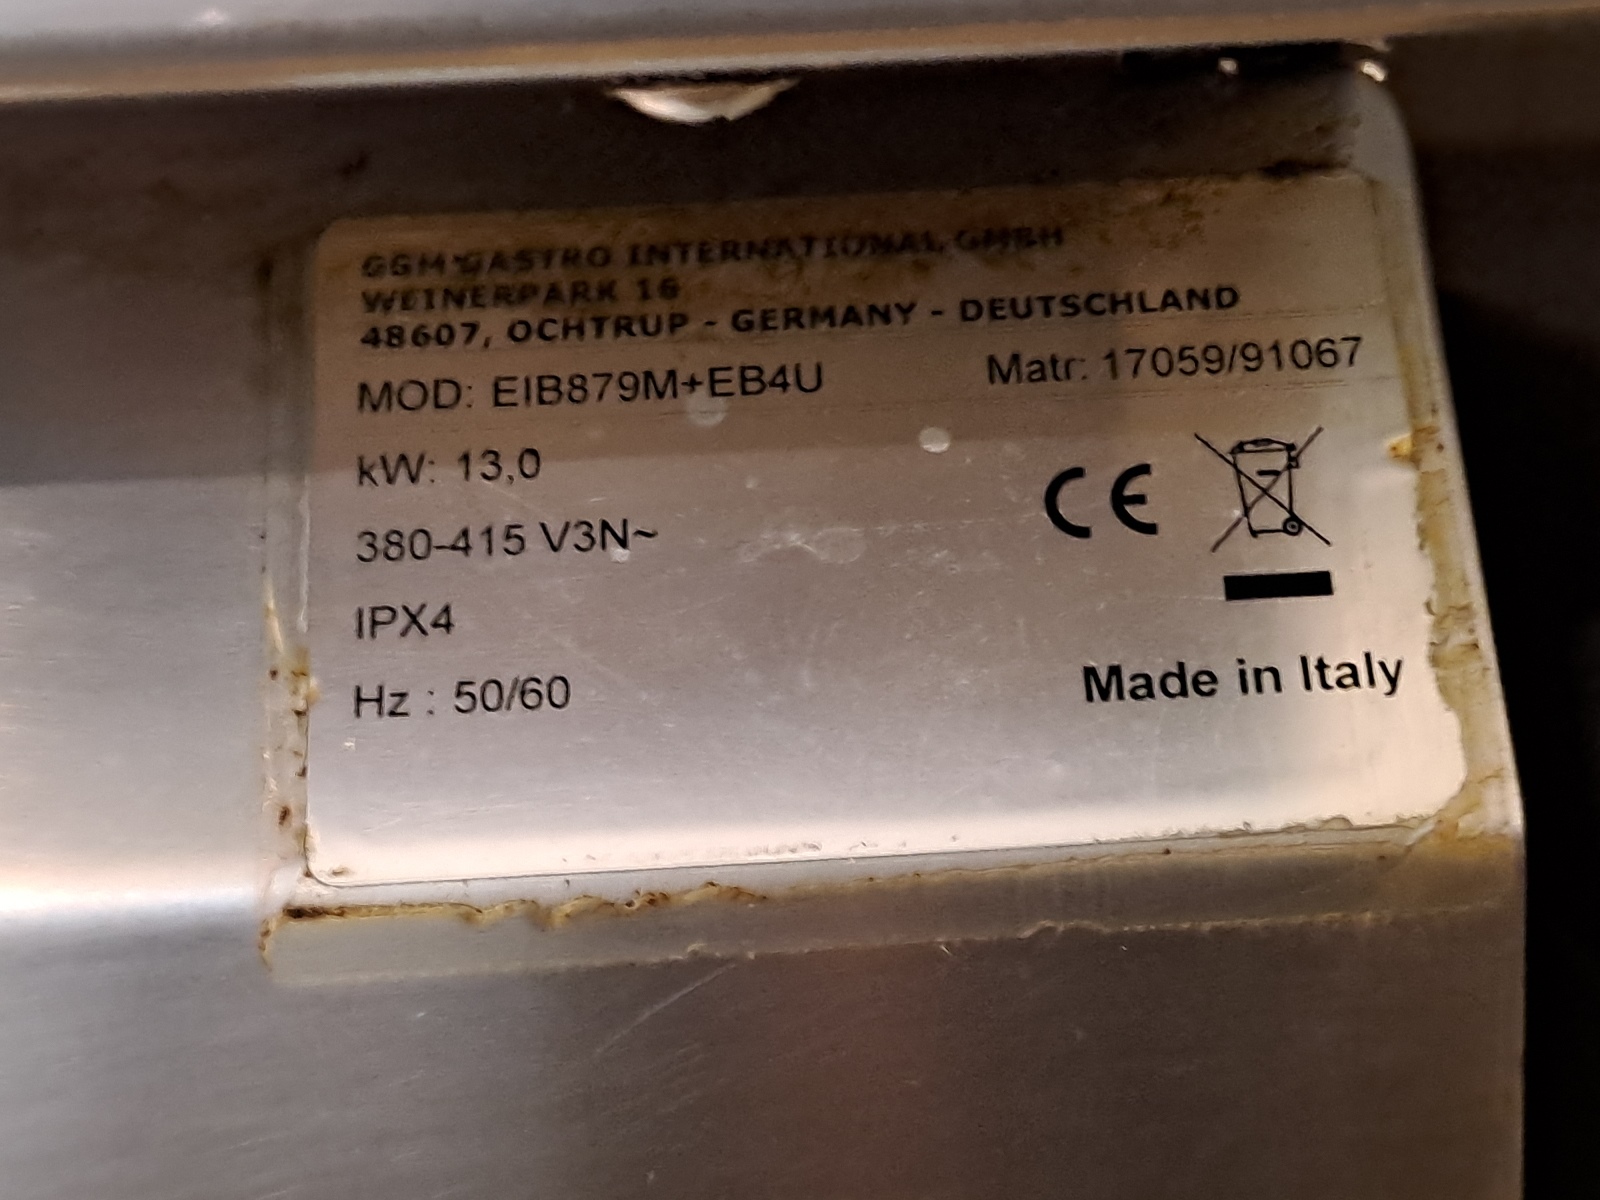 GGM GASTRO INTERNATIONAL GMBH
WEINERPARK 16
48607, OCHTRUP - GERMANY - DEUTSCHLAND
MOD: EIB879M+EB4U Matr: 17059/91067
kW: 13,0
380-415 V3N~
CE
IPX4
Hz : 50/60
Made in Italy